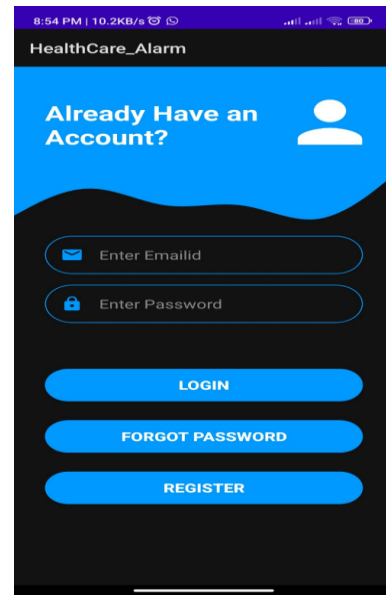 8:54 PM | 10.2KB/s
80
HealthCare_Alarm
Already Have an
Account?
Enter Emailid
Enter Password
LOGIN
FORGOT PASSWORD
REGISTER